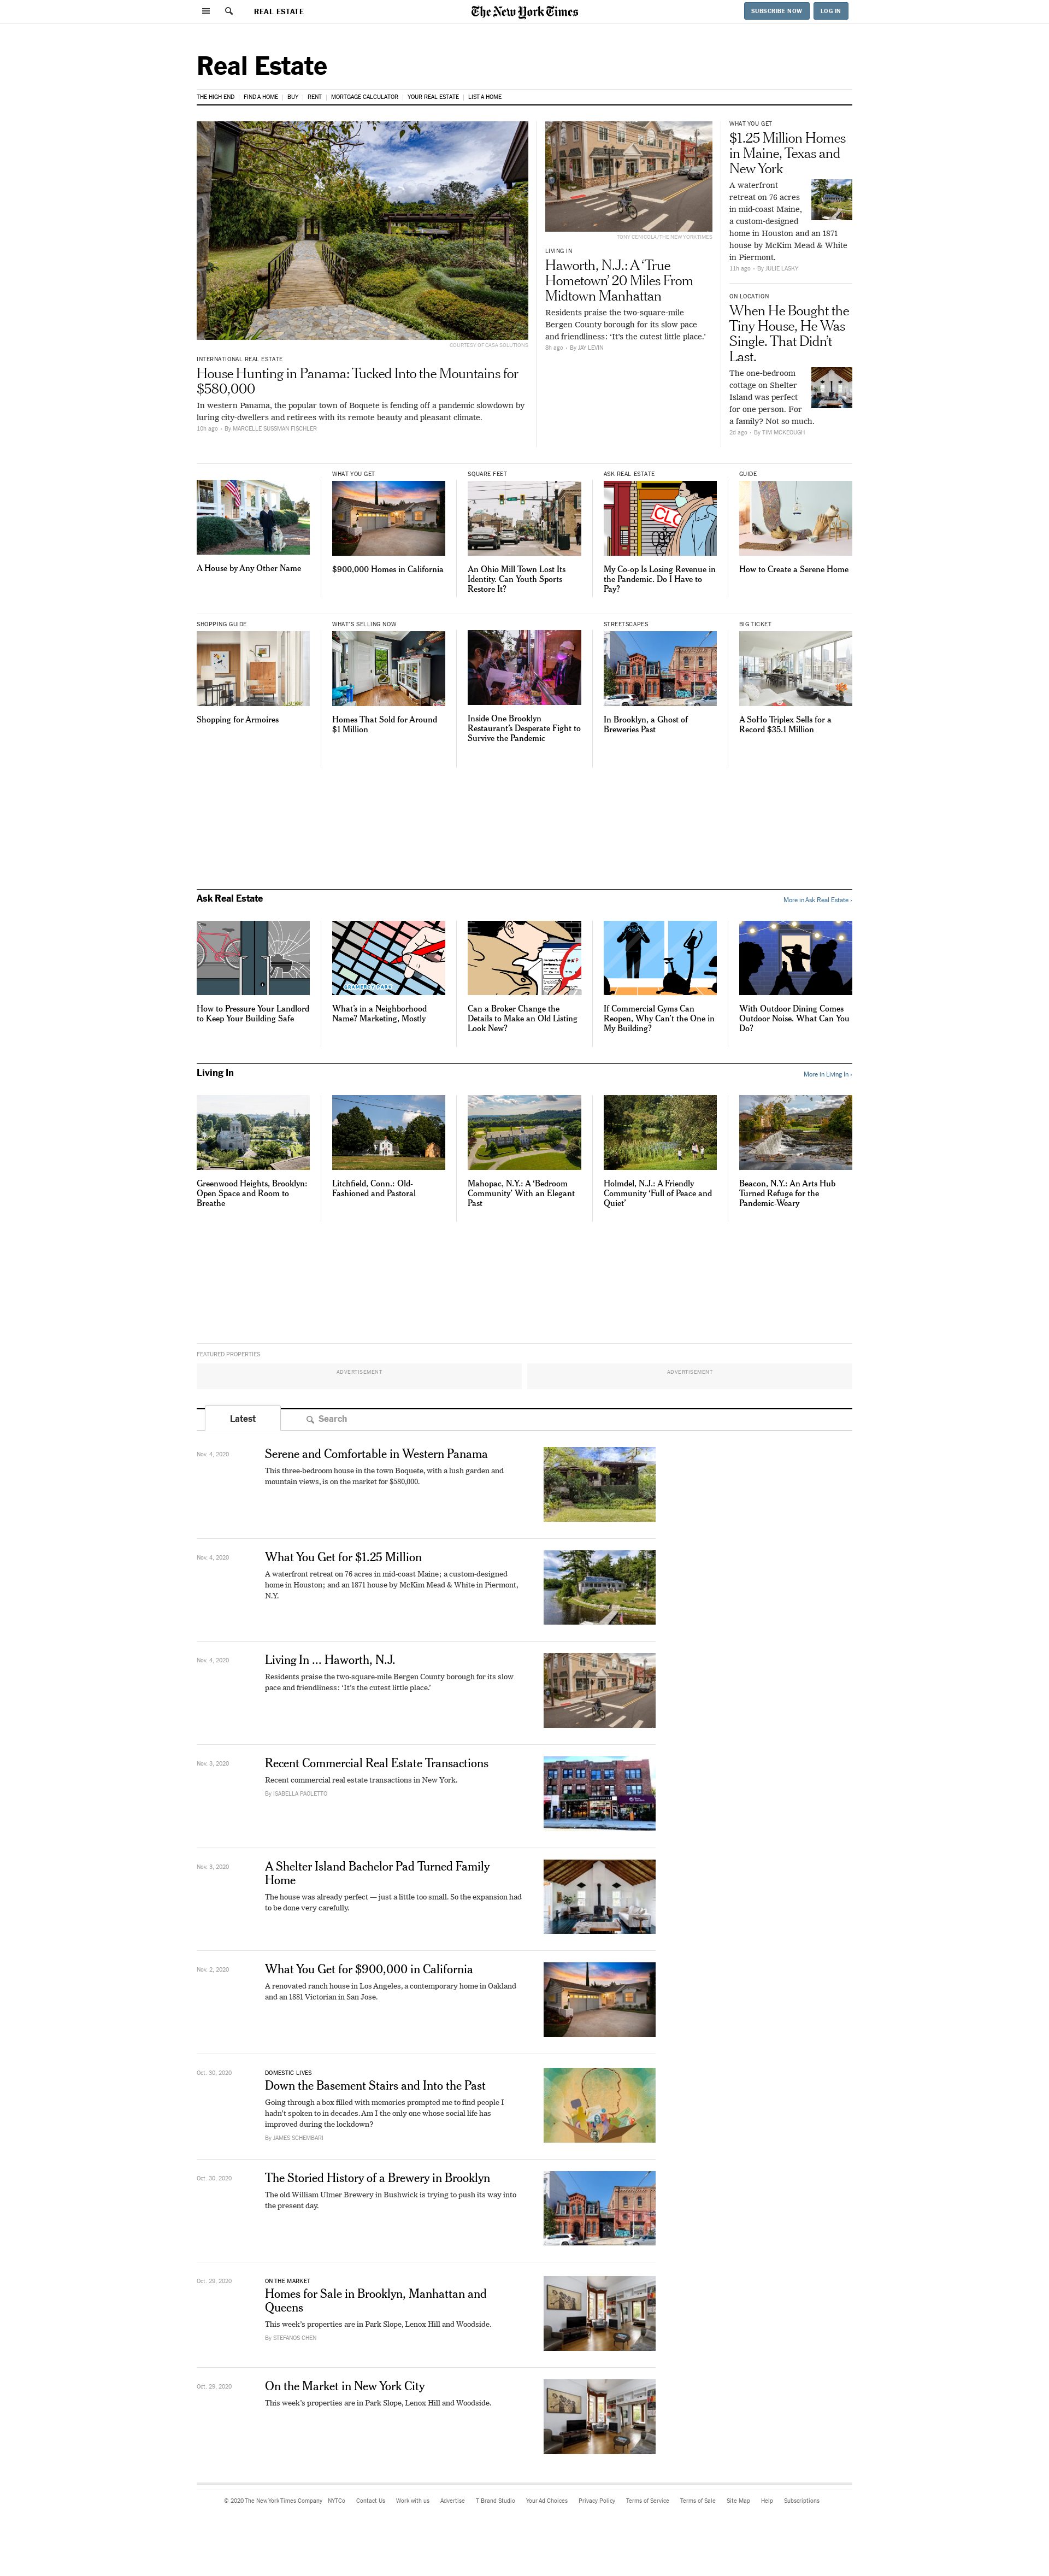 REAL ESTATE
The New York Times
SUBSCRIBE NOW
LOG IN
Real Estate
THE HIGH END
FIND A HOME
BUY
RENT
MORTGAGE CALCULATOR
YOUR REAL ESTATE
LIST A HOME
COURTESY OF CASA SOLUTIONS
INTERNATIONAL REAL ESTATE
House Hunting in Panama: Tucked Into the Mountains for
$580,000
In western Panama, the popular town of Boquete is fending off a pandemic slowdown by
luring city-dwellers and retirees with its remote beauty and pleasant climate.
10h ago · By MARCELLE SUSSMAN FISCHLER
TONY CENICOLA/THE NEW YORK TIMES
LIVING IN
Haworth, N.J.: A ‘True
Hometown’ 20 Miles From
Midtown Manhattan
Residents praise the two-square-mile
Bergen County borough for its slow pace
and friendliness: ‘It’s the cutest little place.’
8h ago · By JAY LEVIN
WHAT YOU GET
$1.25 Million Homes
in Maine, Texas and
New York
A waterfront
retreat on 76 acres
in mid-coast Maine,
a custom-designed
home in Houston and an 1871
house by McKim Mead & White
in Piermont.
11h ago · By JULIE LASKY
ON LOCATION
When He Bought the
Tiny House, He Was
Single. That Didn’t
Last.
The one-bedroom
cottage on Shelter
Island was perfect
for one person. For
a family? Not so much.
2d ago · By TIM MCKEOUGH
A House by Any Other Name
WHAT YOU GET
$900,000 Homes in California
SQUARE FEET
An Ohio Mill Town Lost Its
Identity. Can Youth Sports
Restore It?
ASK REAL ESTATE
CLO
My Co-op Is Losing Revenue in
the Pandemic. Do I Have to
Pay?
GUIDE
How to Create a Serene Home
SHOPPING GUIDE
Shopping for Armoires
WHAT'S SELLING NOW
Homes That Sold for Around
$1 Million
Inside One Brooklyn
Restaurant’s Desperate Fight to
Survive the Pandemic
STREETSCAPES
In Brooklyn, a Ghost of
Breweries Past
BIG TICKET
A SoHo Triplex Sells for a
Record $35.1 Million
Ask Real Estate
More in Ask Real Estate ›
How to Pressure Your Landlord
to Keep Your Building Safe
GRAMERCY PARK
What’s in a Neighborhood
Name? Marketing, Mostly
Can a Broker Change the
Details to Make an Old Listing
Look New?
If Commercial Gyms Can
Reopen, Why Can’t the One in
My Building?
With Outdoor Dining Comes
Outdoor Noise. What Can You
Do?
Living In
More in Living In ›
Greenwood Heights, Brooklyn:
Open Space and Room to
Breathe
Litchfield, Conn.: Old-
Fashioned and Pastoral
Mahopac, N.Y.: A ‘Bedroom
Community’ With an Elegant
Past
Holmdel, N.J.: A Friendly
Community ‘Full of Peace and
Quiet’
Beacon, N.Y.: An Arts Hub
Turned Refuge for the
Pandemic-Weary
FEATURED PROPERTIES
ADVERTISEMENT
ADVERTISEMENT
Latest
Search
Nov. 4, 2020
Serene and Comfortable in Western Panama
This three-bedroom house in the town Boquete, with a lush garden and
mountain views, is on the market for $580,000.
Nov. 4, 2020
What You Get for $1.25 Million
A waterfront retreat on 76 acres in mid-coast Maine; a custom-designed
home in Houston; and an 1871 house by McKim Mead & White in Piermont,
N.Y.
Nov. 4, 2020
Living In ... Haworth, N.J.
Residents praise the two-square-mile Bergen County borough for its slow
pace and friendliness: ‘It’s the cutest little place.’
Nov. 3, 2020
Recent Commercial Real Estate Transactions
Recent commercial real estate transactions in New York.
By ISABELLA PAOLETTO
Nov. 3, 2020
A Shelter Island Bachelor Pad Turned Family
Home
The house was already perfect — just a little too small. So the expansion had
to be done very carefully.
Nov. 2, 2020
What You Get for $900,000 in California
A renovated ranch house in Los Angeles, a contemporary home in Oakland
and an 1881 Victorian in San Jose.
Oct. 30, 2020
DOMESTIC LIVES
Down the Basement Stairs and Into the Past
Going through a box filled with memories prompted me to find people I
hadn’t spoken to in decades. Am I the only one whose social life has
improved during the lockdown?
By JAMES SCHEMBARI
Oct. 30, 2020
The Storied History of a Brewery in Brooklyn
The old William Ulmer Brewery in Bushwick is trying to push its way into
the present day.
Oct. 29, 2020
ON THE MARKET
Homes for Sale in Brooklyn, Manhattan and
Queens
This week’s properties are in Park Slope, Lenox Hill and Woodside.
By STEFANOS CHEN
Oct. 29, 2020
On the Market in New York City
This week’s properties are in Park Slope, Lenox Hill and Woodside.
© 2020 The New York Times Company
NYTCo
Contact Us
Work with us
Advertise
T Brand Studio
Your Ad Choices
Privacy Policy
Terms of Service
Terms of Sale
Site Map
Help
Subscriptions